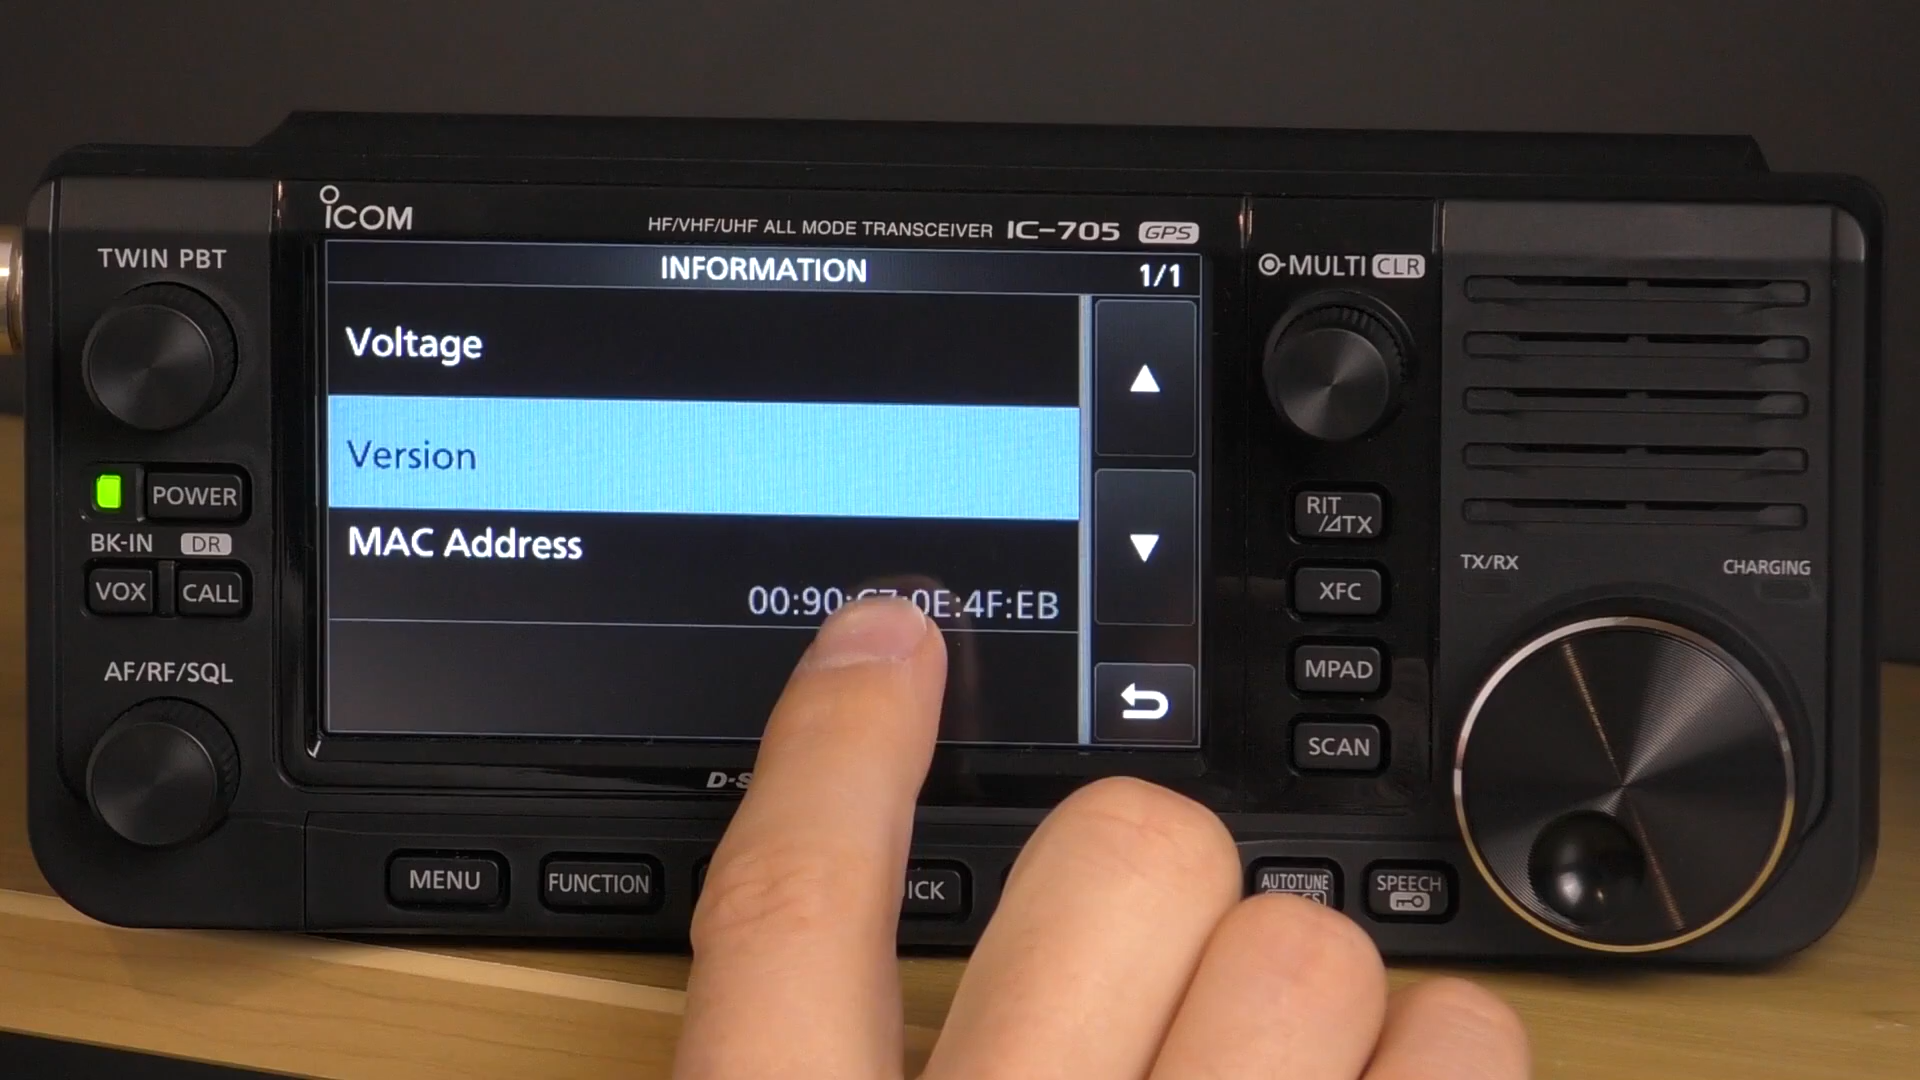 ICOM
HF/VHF/UHF ALL MODE TRANSCEIVER IC-705 GPS
TWIN PBT
INFORMATION 1/1
MULTI CLR
Voltage
Version
POWER
BK-IN DR
VOX CALL
MAC Address
00:90:C7:0E:4F:EB
RIT
/⊿TX
XFC
TX/RX CHARGING
MPAD
AF/RF/SQL
SCAN
MENU
FUNCTION
AUTOTUNE
SPEECH